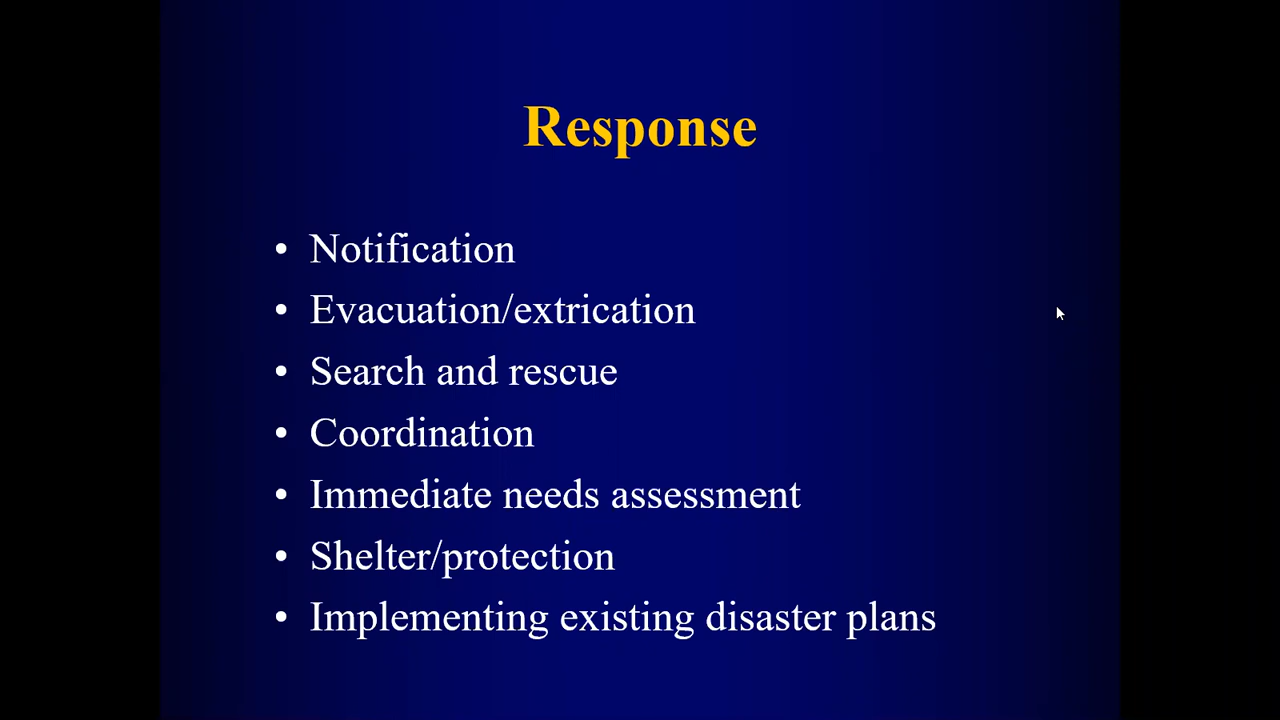 Response
• Notification
• Evacuation/extrication
• Search and rescue
• Coordination
• Immediate needs assessment
• Shelter/protection
• Implementing existing disaster plans